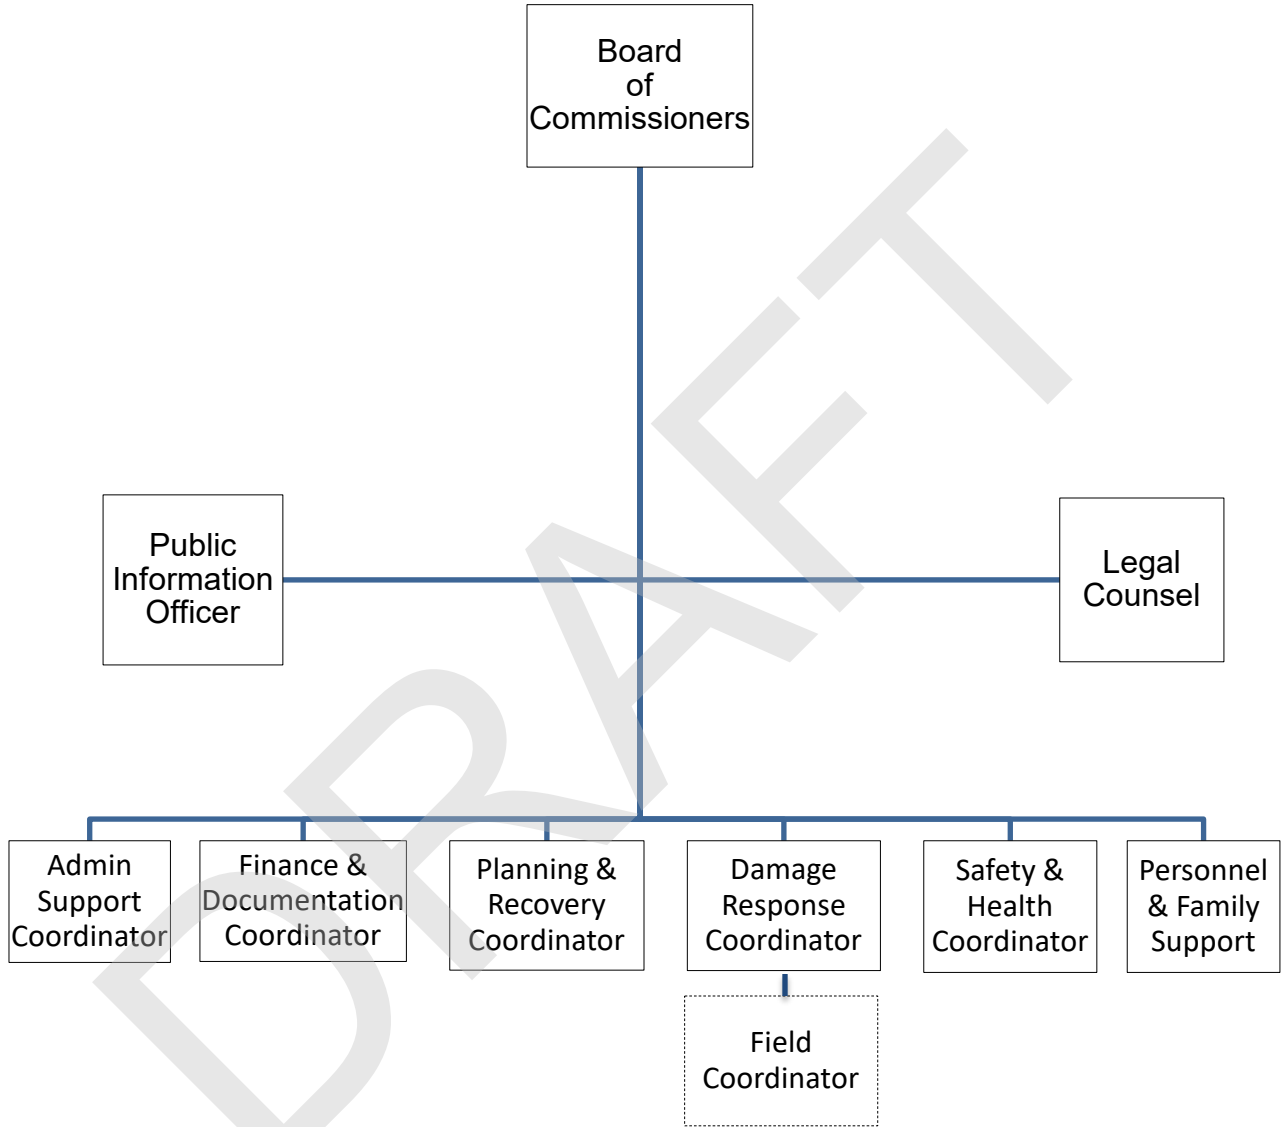 Board
of
Commissioners
Public
Information
Officer
Legal
Counsel
Admin
Support
Coordinator
Finance &
Documentation
Coordinator
Planning &
Recovery
Coordinator
Damage
Response
Coordinator
Safety &
Health
Coordinator
Personnel
& Family
Support
Field
Coordinator
DRAFT